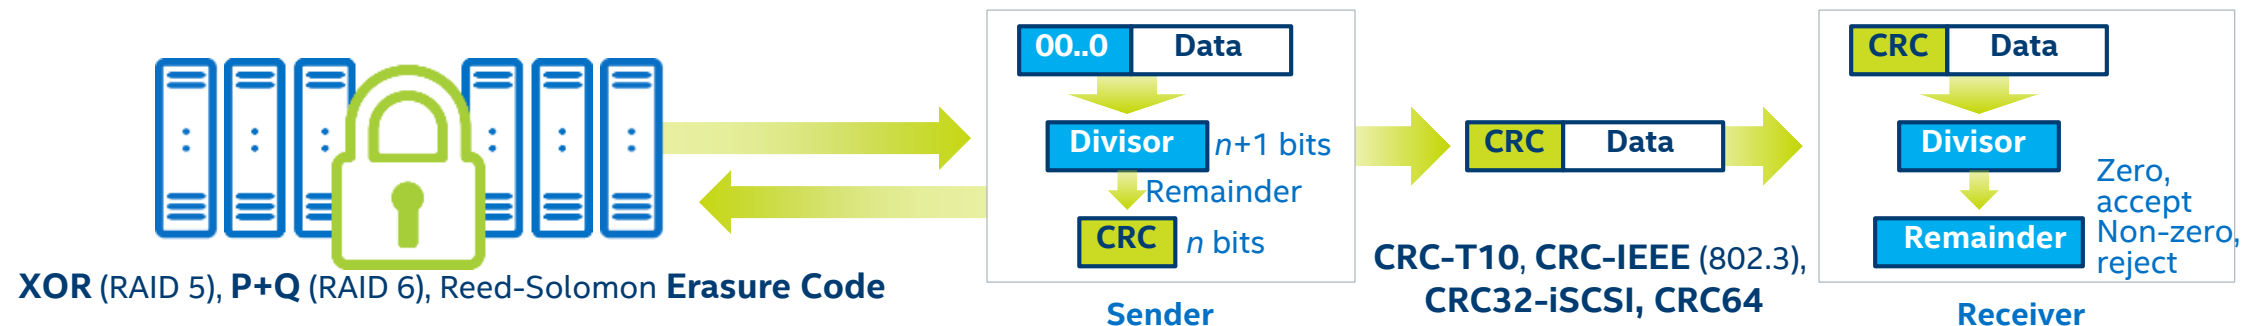 XOR (RAID 5), P+Q (RAID 6), Reed-Solomon Erasure Code
00..0 Data
Divisor n+1 bits
Remainder
CRC n bits
Sender
CRC Data
CRC-T10, CRC-IEEE (802.3),
CRC32-iSCSI, CRC64
CRC Data
Divisor
Remainder
Zero,
accept
Non-zero,
reject
Receiver